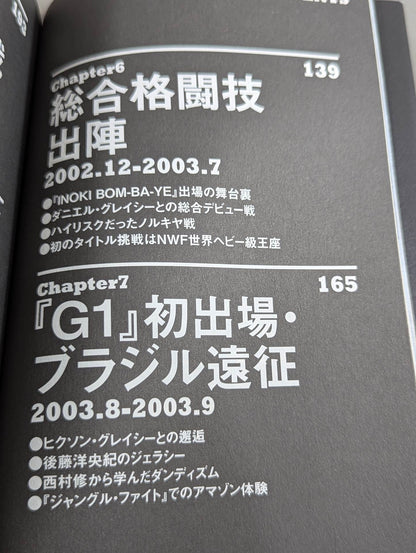 Chapter6 139
総合格闘技
出陣
2002.12-2003.7
●『INOKI BOM-BA-YE』出場の舞台裏
●ダニエル・グレイシーとの総合デビュー戦
●ハイリスクだったノルキヤ戦
●初のタイトル挑戦はNWF世界ヘビー級王座
Chapter7 165
『G1』初出場・
ブラジル遠征
2003.8-2003.9
●ヒクソン・グレイシーとの邂逅
●後藤洋央紀のジェラシー
●西村修から学んだダンディズム
●『ジャングル・ファイト』でのアマゾン体験